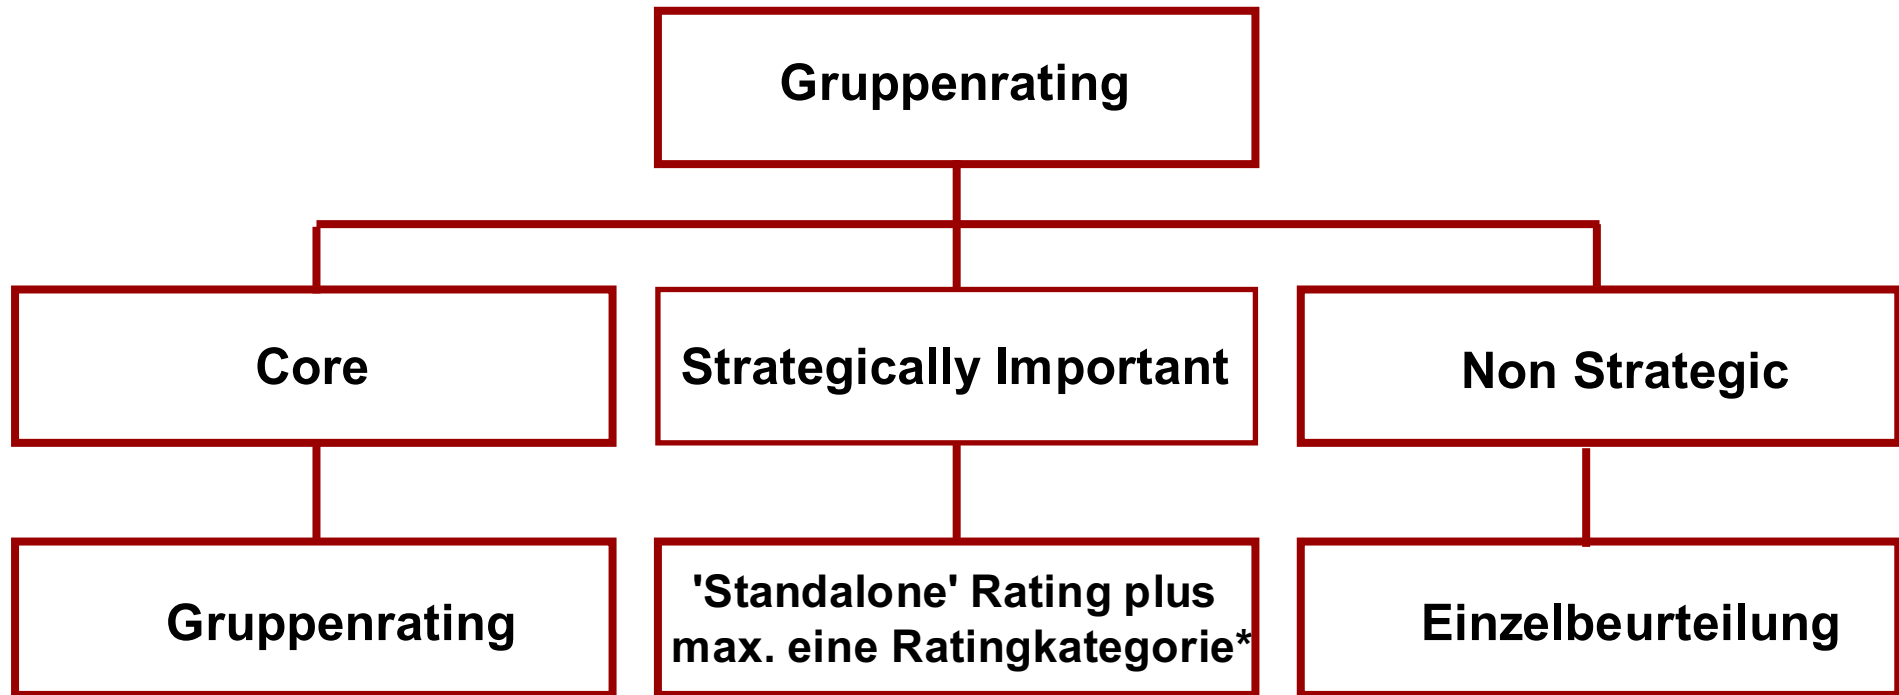 Gruppenrating
Core
Strategically Important
Non Strategic
Gruppenrating
'Standalone' Rating plus
max. eine Ratingkategorie*
Einzelbeurteilung